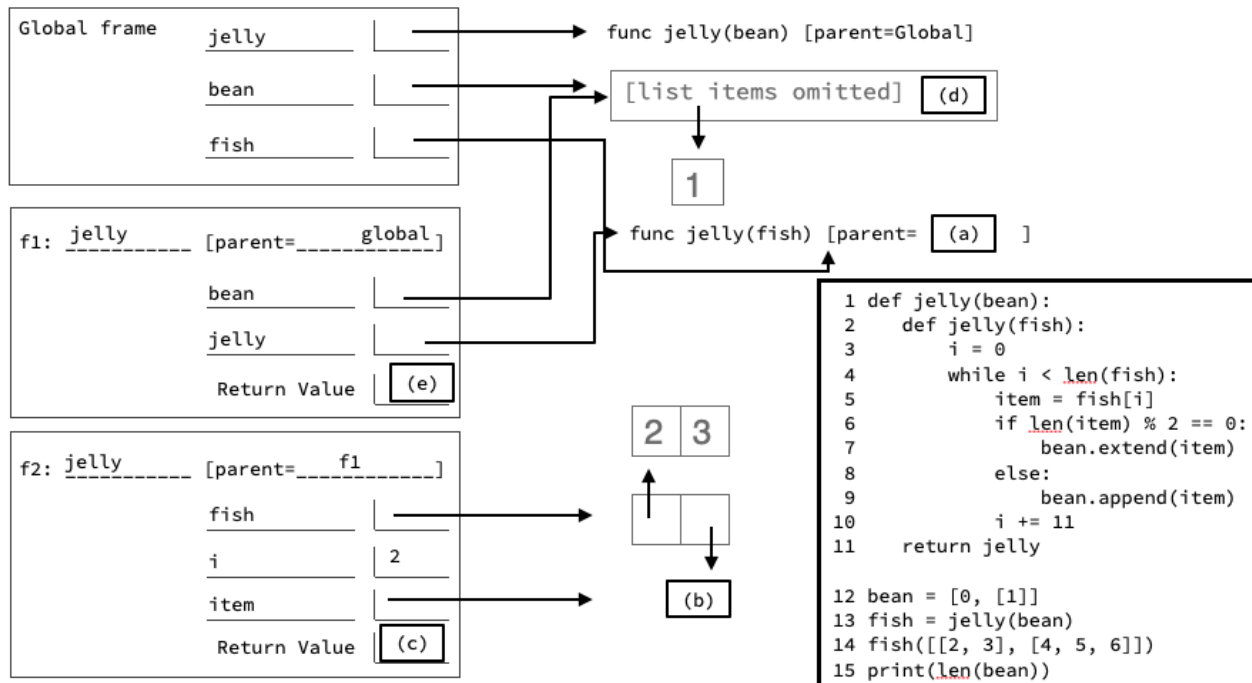 Global frame
jelly
func jelly(bean) [parent=Global]
bean
[list items omitted] (d)
fish
1
f1: jelly [parent= global]
func jelly(fish) [parent= (a) ]
bean
jelly
Return Value (e)
2 3
f2: jelly [parent= f1 ]
fish
i 2
item
(b)
Return Value (c)
1 def jelly(bean):
2 def jelly(fish):
3 i = 0
4 while i < len(fish):
5 item = fish[i]
6 if len(item) % 2 == 0:
7 bean.extend(item)
8 else:
9 bean.append(item)
10 i += 11
11 return jelly
12 bean = [0, [1]]
13 fish = jelly(bean)
14 fish([[2, 3], [4, 5, 6]])
15 print(len(bean))